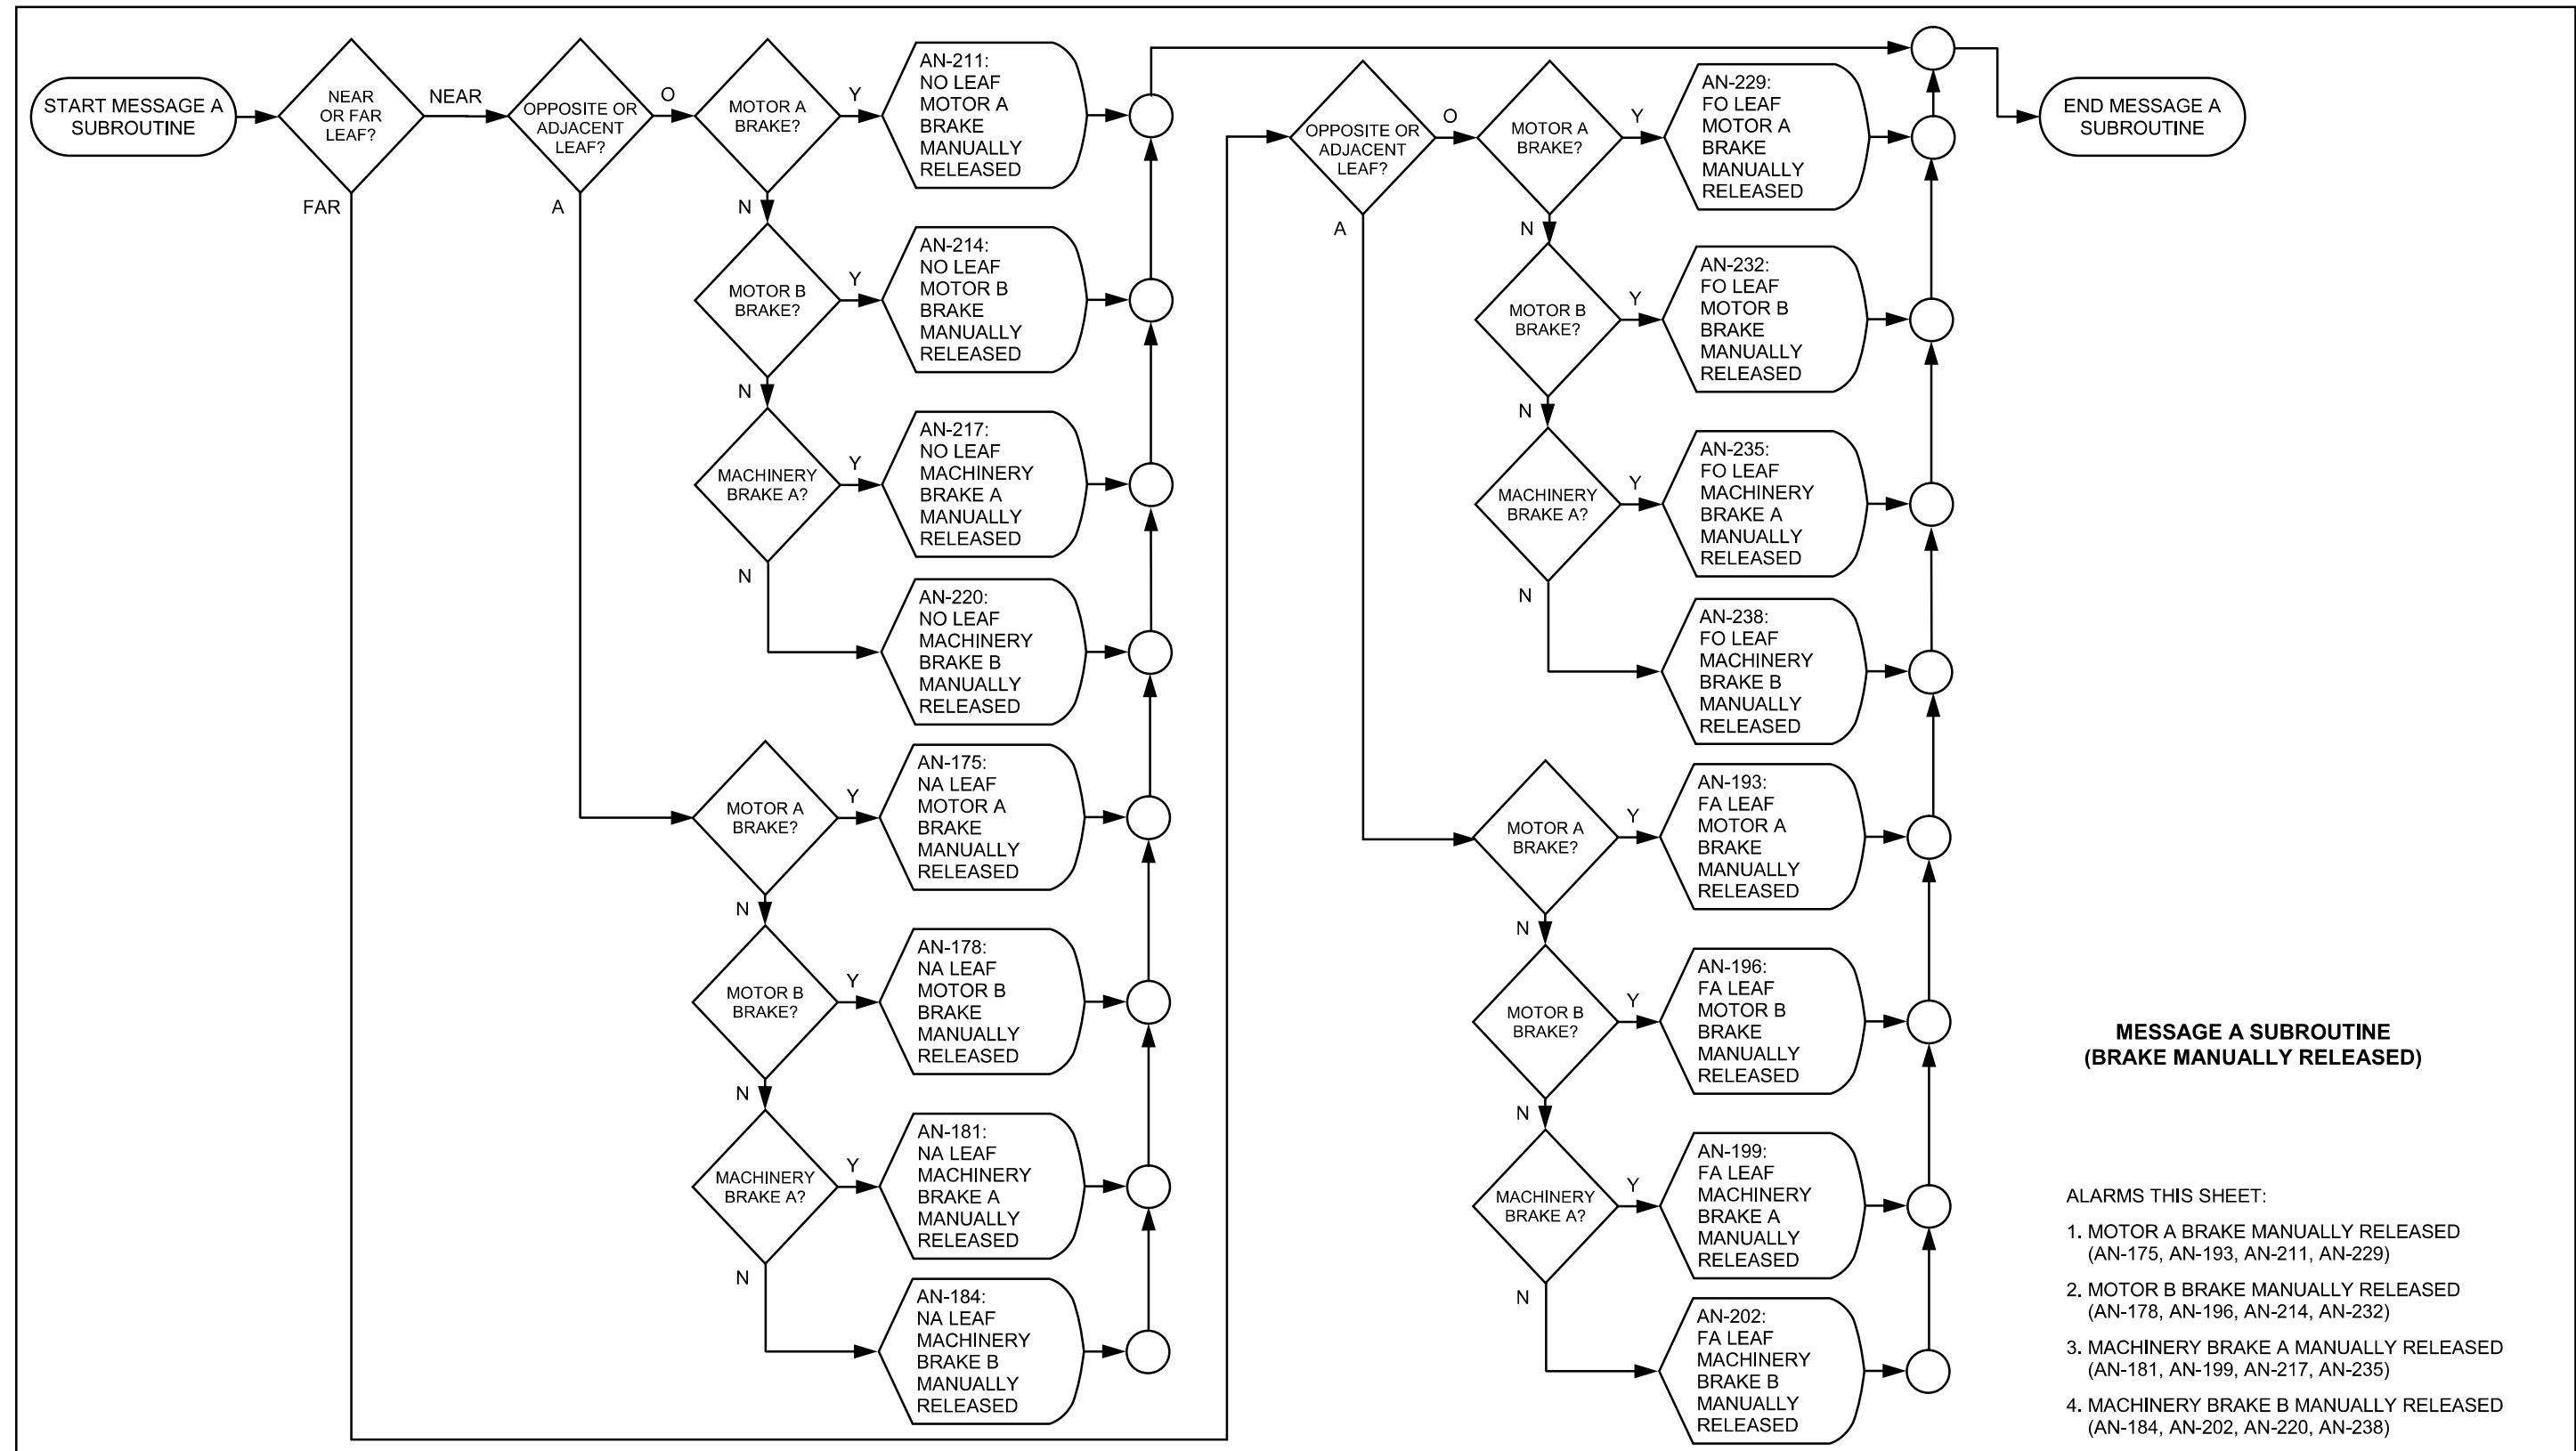 START MESSAGE A
SUBROUTINE
NEAR
OR FAR
LEAF?
NEAR
FAR
OPPOSITE OR
ADJACENT
LEAF?
O
A
MOTOR A
BRAKE?
Y
N
AN-211:
NO LEAF
MOTOR A
BRAKE
MANUALLY
RELEASED
MOTOR B
BRAKE?
Y
N
AN-214:
NO LEAF
MOTOR B
BRAKE
MANUALLY
RELEASED
MACHINERY
BRAKE A?
Y
N
AN-217:
NO LEAF
MACHINERY
BRAKE A
MANUALLY
RELEASED
AN-220:
NO LEAF
MACHINERY
BRAKE B
MANUALLY
RELEASED
MOTOR A
BRAKE?
Y
N
AN-175:
NA LEAF
MOTOR A
BRAKE
MANUALLY
RELEASED
MOTOR B
BRAKE?
Y
N
AN-178:
NA LEAF
MOTOR B
BRAKE
MANUALLY
RELEASED
MACHINERY
BRAKE A?
Y
N
AN-181:
NA LEAF
MACHINERY
BRAKE A
MANUALLY
RELEASED
AN-184:
NA LEAF
MACHINERY
BRAKE B
MANUALLY
RELEASED
OPPOSITE OR
ADJACENT
LEAF?
O
A
MOTOR A
BRAKE?
Y
N
AN-229:
FO LEAF
MOTOR A
BRAKE
MANUALLY
RELEASED
MOTOR B
BRAKE?
Y
N
AN-232:
FO LEAF
MOTOR B
BRAKE
MANUALLY
RELEASED
MACHINERY
BRAKE A?
Y
N
AN-235:
FO LEAF
MACHINERY
BRAKE A
MANUALLY
RELEASED
AN-238:
FO LEAF
MACHINERY
BRAKE B
MANUALLY
RELEASED
MOTOR A
BRAKE?
Y
N
AN-193:
FA LEAF
MOTOR A
BRAKE
MANUALLY
RELEASED
MOTOR B
BRAKE?
Y
N
AN-196:
FA LEAF
MOTOR B
BRAKE
MANUALLY
RELEASED
MACHINERY
BRAKE A?
Y
N
AN-199:
FA LEAF
MACHINERY
BRAKE A
MANUALLY
RELEASED
AN-202:
FA LEAF
MACHINERY
BRAKE B
MANUALLY
RELEASED
END MESSAGE A
SUBROUTINE
MESSAGE A SUBROUTINE
(BRAKE MANUALLY RELEASED)
ALARMS THIS SHEET:
1. MOTOR A BRAKE MANUALLY RELEASED
(AN-175, AN-193, AN-211, AN-229)
2. MOTOR B BRAKE MANUALLY RELEASED
(AN-178, AN-196, AN-214, AN-232)
3. MACHINERY BRAKE A MANUALLY RELEASED
(AN-181, AN-199, AN-217, AN-235)
4. MACHINERY BRAKE B MANUALLY RELEASED
(AN-184, AN-202, AN-220, AN-238)